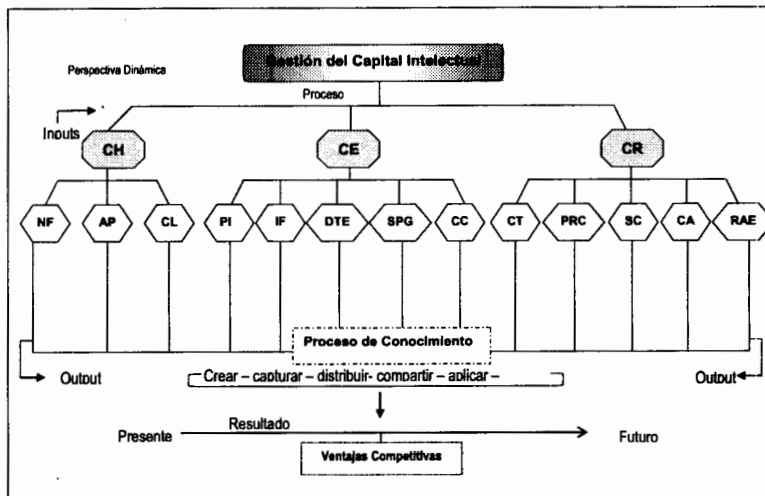 Gestión del Capital Intelectual
Perspectiva Dinámica
Proceso
Inputs
CH CE CR
NF AP CL PI IF DTE SPG CC CT PRC SC CA RAE
Proceso de Conocimiento
Output Crear – capturar – distribuir- compartir – aplicar – Output
Resultado
Presente Futuro
Ventajas Competitivas